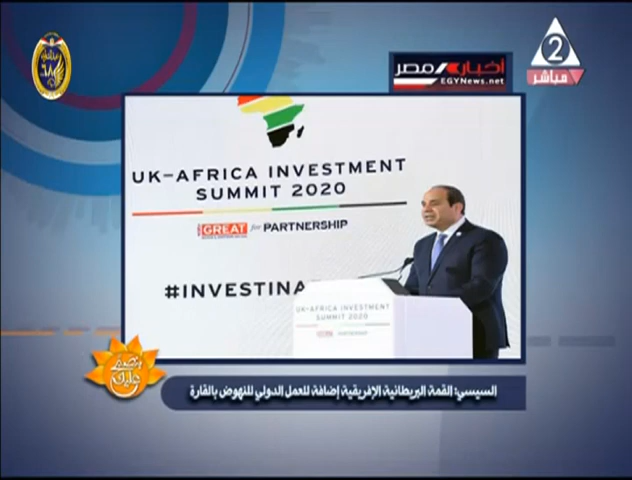 2
مباشر
أخبار مصر
EGYNews.net
UK-AFRICA INVESTMENT
SUMMIT 2020
GREAT for PARTNERSHIP
#INVESTINA
UK-AFRICA INVESTMENT
SUMMIT 2020
PARTNERSHIP
السيسي: القمة البريطانية الإفريقية إضافة للعمل الدولي للنهوض بالقارة